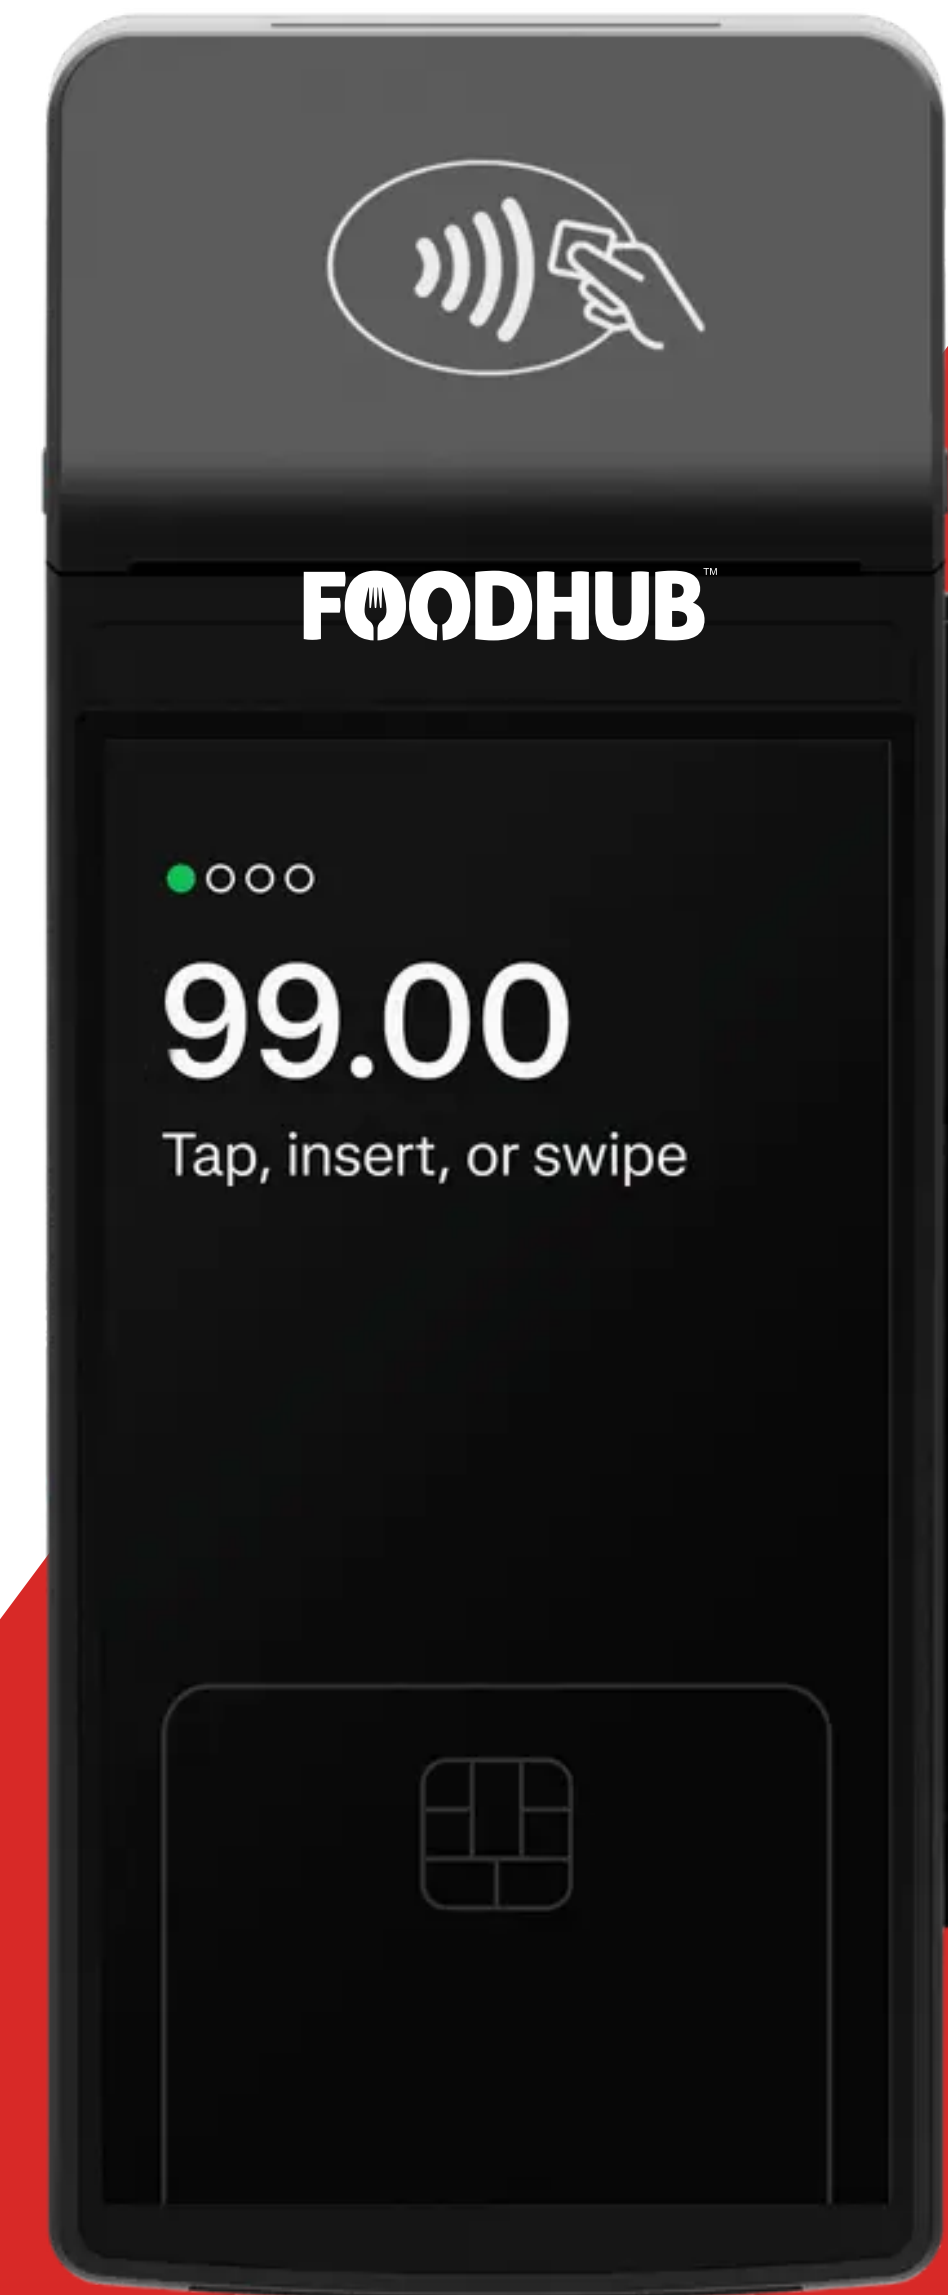 FOODHUB™
99.00
Tap, insert, or swipe